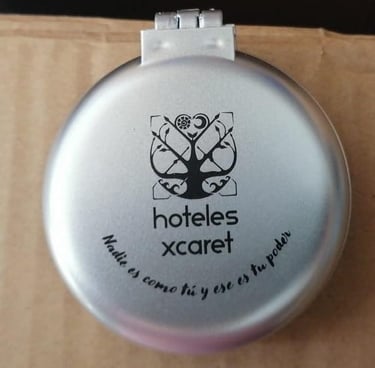 hoteles
xcaret
Nadie es como tú y ese es tu poder